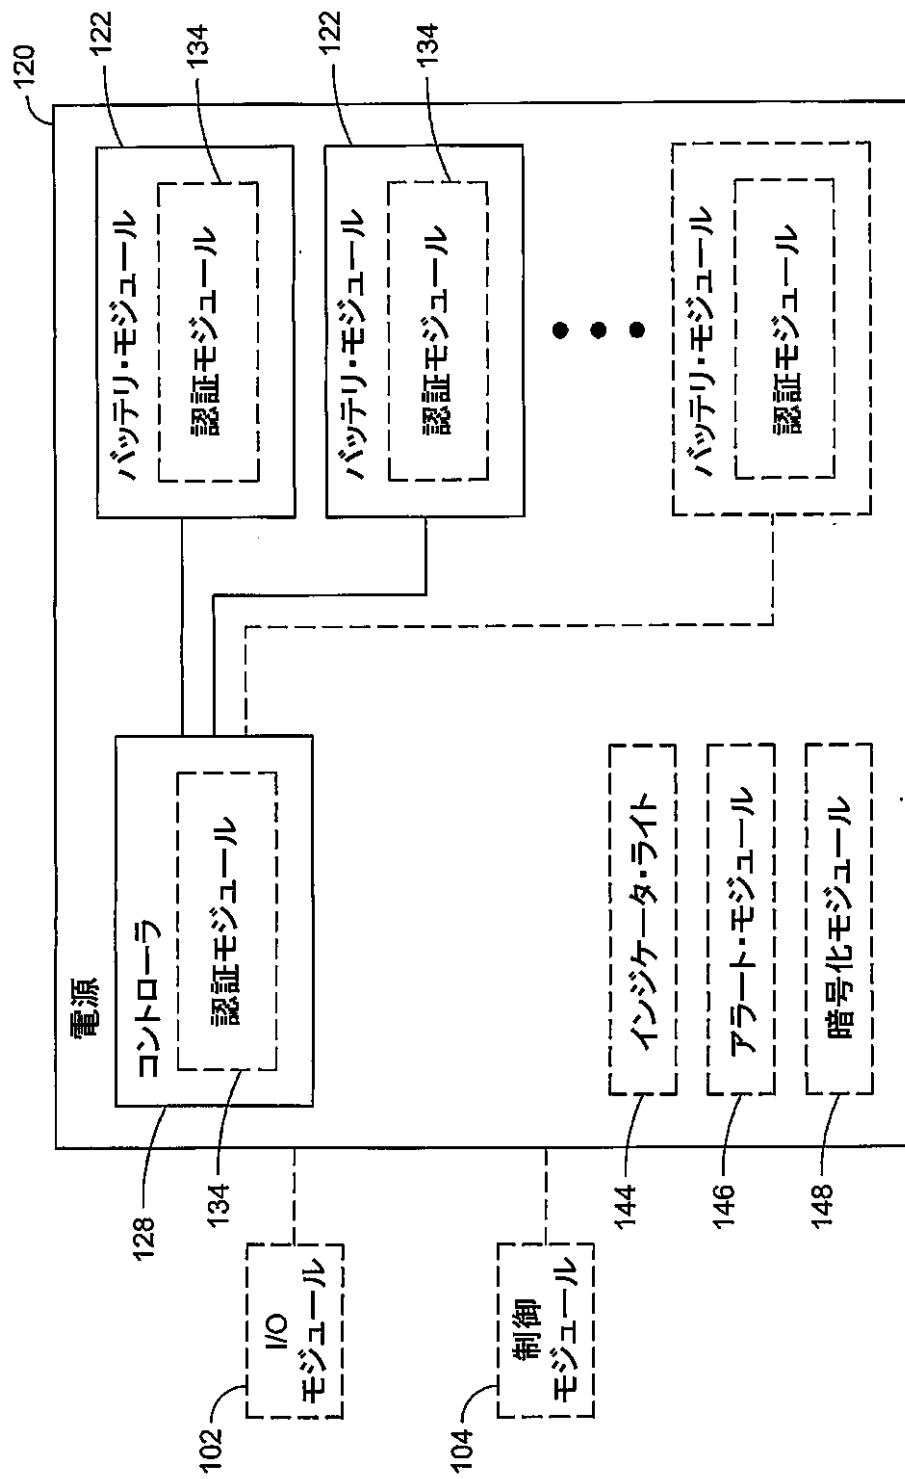 120
電源
128
コントローラ
134
認証モジュール
122
バッテリ・モジュール
134
認証モジュール
122
バッテリ・モジュール
134
認証モジュール
バッテリ・モジュール
認証モジュール
102
I/O
モジュール
104
制御
モジュール
144
インジケータ・ライト
146
アラート・モジュール
148
暗号化モジュール